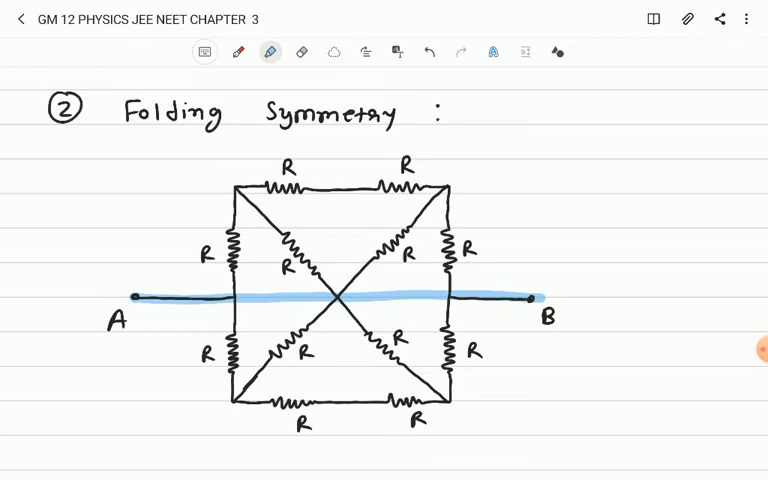 GM 12 PHYSICS JEE NEET CHAPTER 3
② Folding Symmetry :
R R
R R R R
A B
R R R R
R R